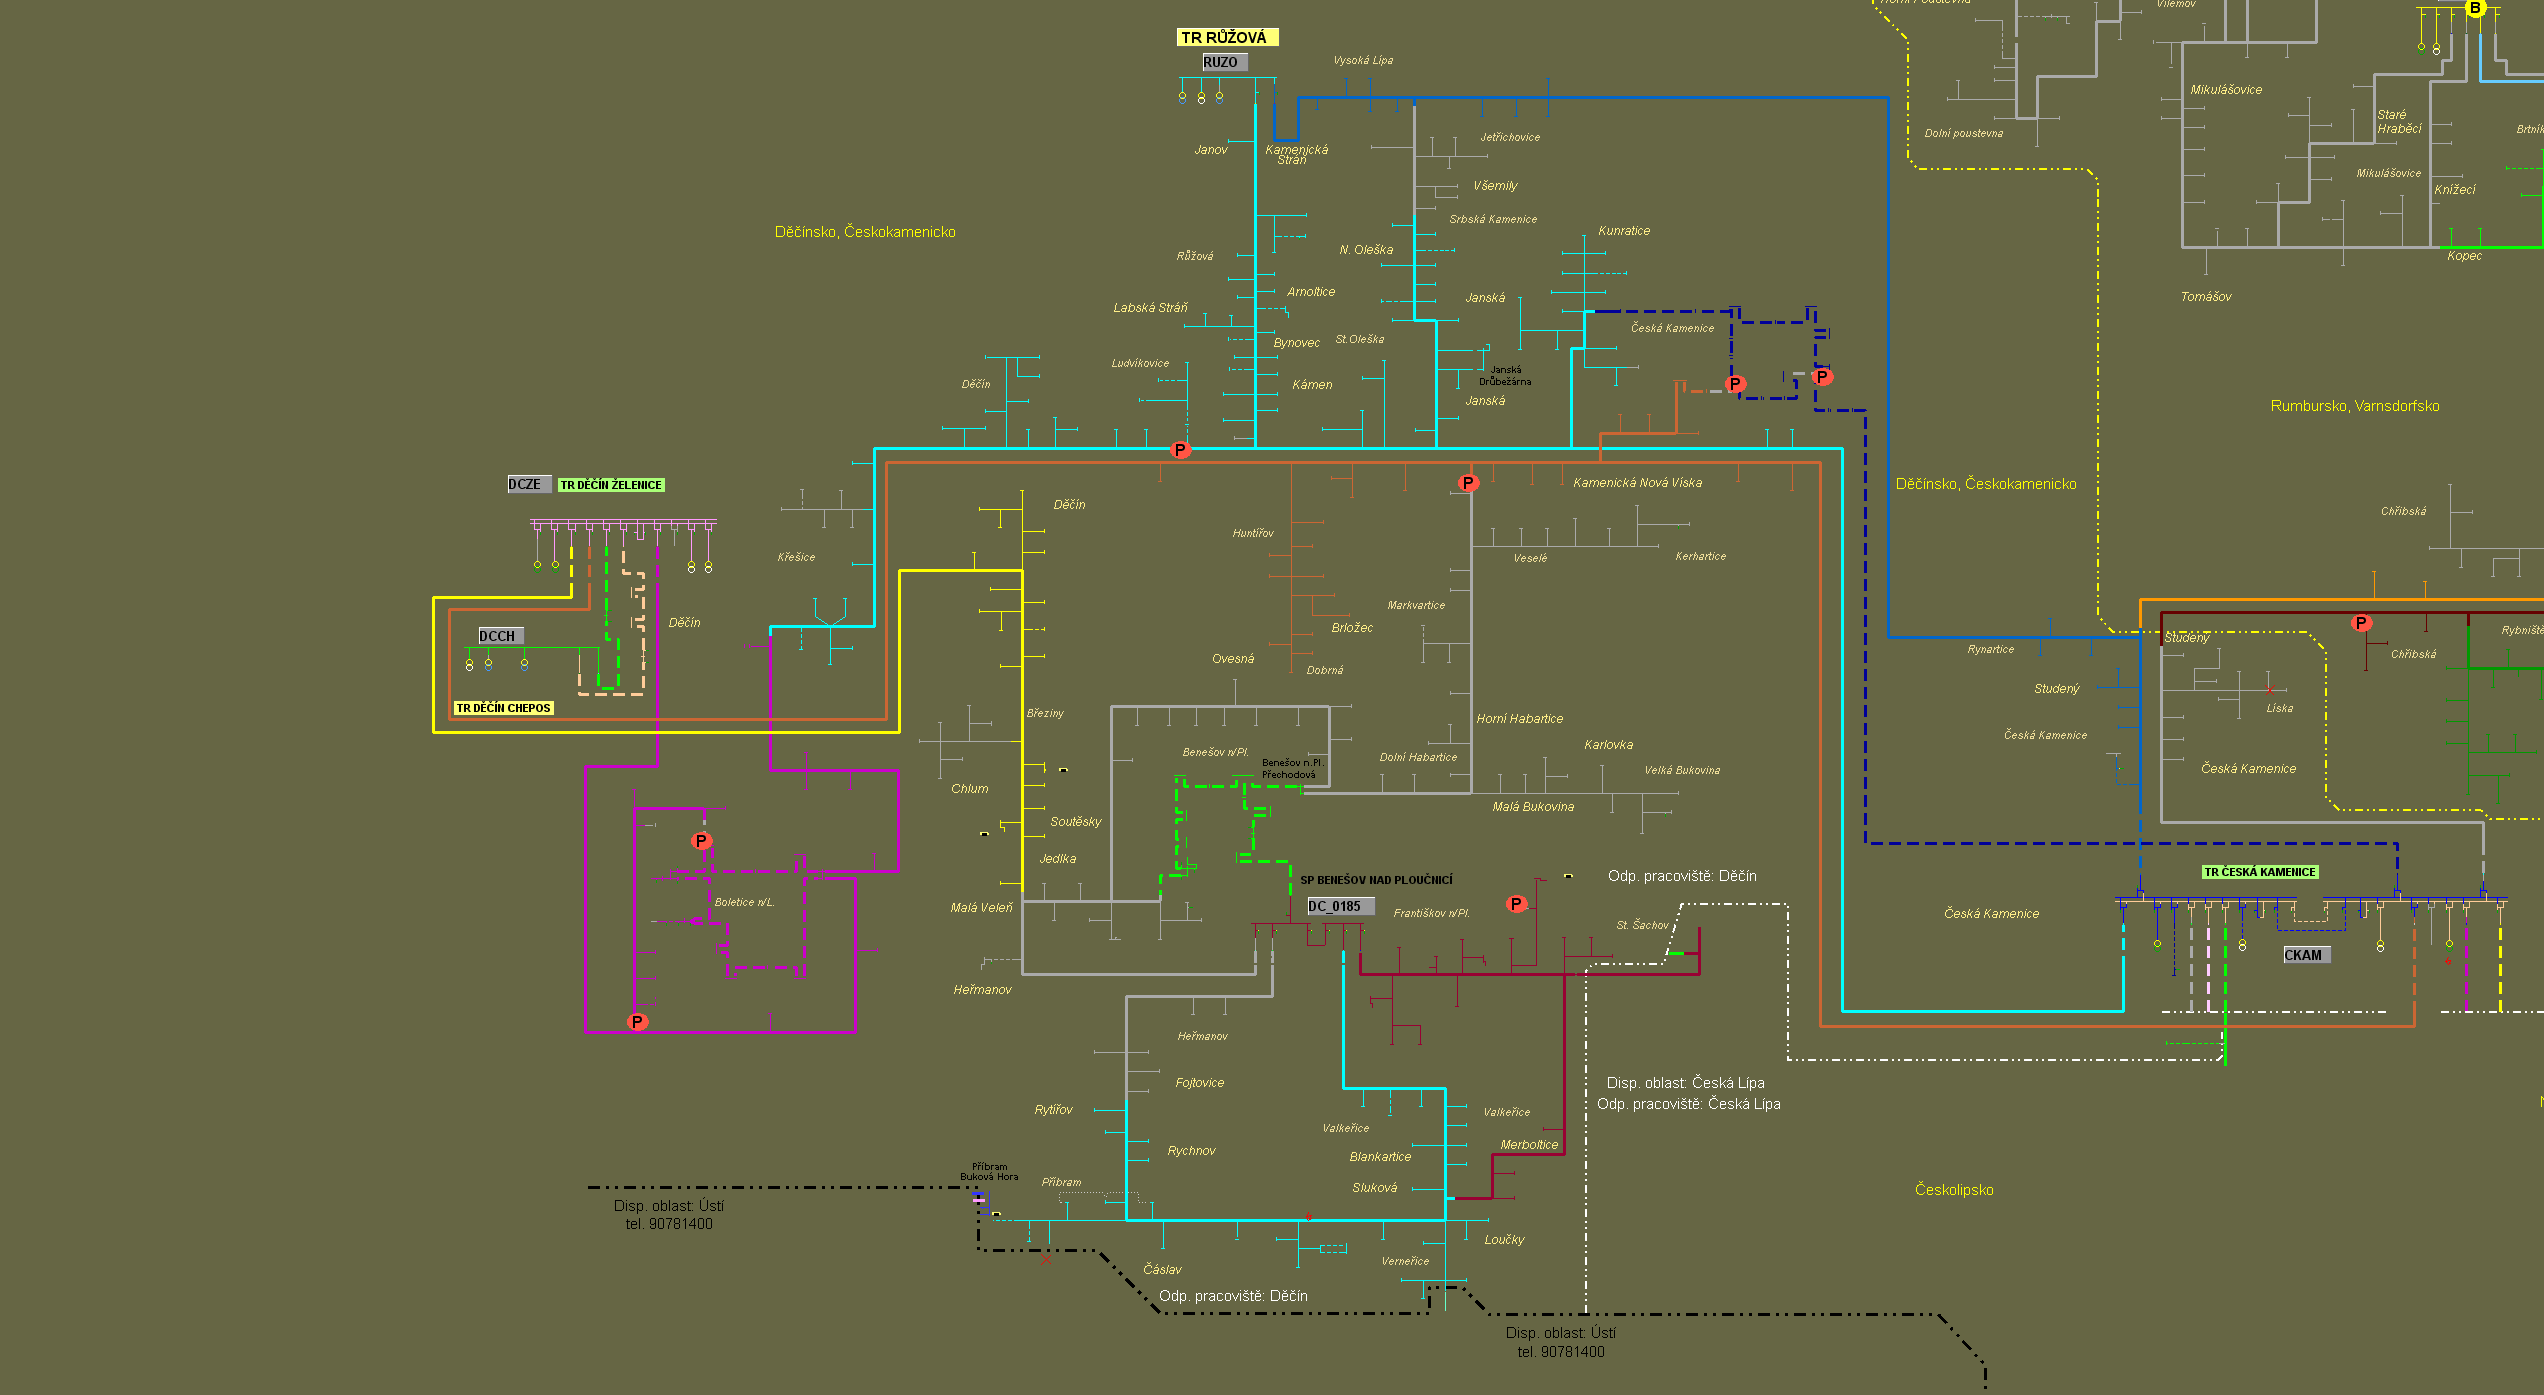 Horní Poustevna
Vilémov
B
TR RŮŽOVÁ
RUZO
Vysoká Lípa
Mikulášovice
Staré
Hraběcí
Janov
Kamenická
Stráň
Jetřichovice
Dolní poustevna
Mikulášovice
Všemily
Knížecí
Srbská Kamenice
Děčínsko, Českokamenicko
Kunratice
Růžová
N. Oleška
Kopec
Arnoltice
Janská
Tomášov
Labská Stráň
Česká Kamenice
Bynovec
St.Oleška
Ludvíkovice
Janská
Drůbežárna
P
P
Děčín
Kámen
Janská
Rumbursko, Varnsdorfsko
P
DCZE
TR DĚČÍN ŽELENICE
P
Kamenická Nová Víska
Děčínsko, Českokamenicko
Děčín
Chřibská
Huntířov
Křešice
Veselé
Kerhartice
Markvartice
Děčín
Brložec
P
DCCH
Studený
Rybniště
Rynartice
Chřibská
Ovesná
Dobrná
Studený
TR DĚČÍN CHEPOS
Březiny
Horní Habartice
Líska
Česká Kamenice
Benešov n/Pl.
Benešov n.Pl.
Přechodová
Dolní Habartice
Karlovka
Velká Bukovina
Česká Kamenice
Chlum
Malá Bukovina
Soutěsky
P
Jedlka
SP BENEŠOV NAD PLOUČNICÍ
Odp. pracoviště: Děčín
TR ČESKÁ KAMENICE
Boletice n/L.
Malá Veleň
DC_0185
Františkov n/Pl.
P
St. Šachov
Česká Kamenice
CKAM
Heřmanov
P
Heřmanov
Fojtovice
Disp. oblast: Česká Lípa
Odp. pracoviště: Česká Lípa
Rytířov
Valkeřice
Valkeřice
Rychnov
Merboltice
Blankartice
Příbram
Buková Hora
Příbram
Sluková
Českolipsko
Disp. oblast: Ústí
tel. 90781400
Loučky
Čáslav
Verneřice
Odp. pracoviště: Děčín
Disp. oblast: Ústí
tel. 90781400